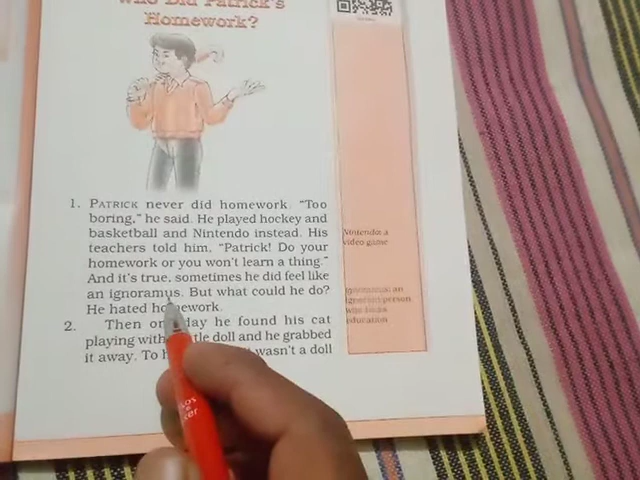 Who Did Patrick's
Homework?
1. PATRICK never did homework. "Too
boring," he said. He played hockey and
basketball and Nintendo instead. His
teachers told him, "Patrick! Do your
homework or you won't learn a thing."
And it's true, sometimes he did feel like
an ignoramus. But what could he do?
He hated homework.
2. Then one day he found his cat
playing with little doll and he grabbed
it away. To wasn't a doll
Nintendo: a
video game
ignoramus: an
ignorant person
who lacks
education